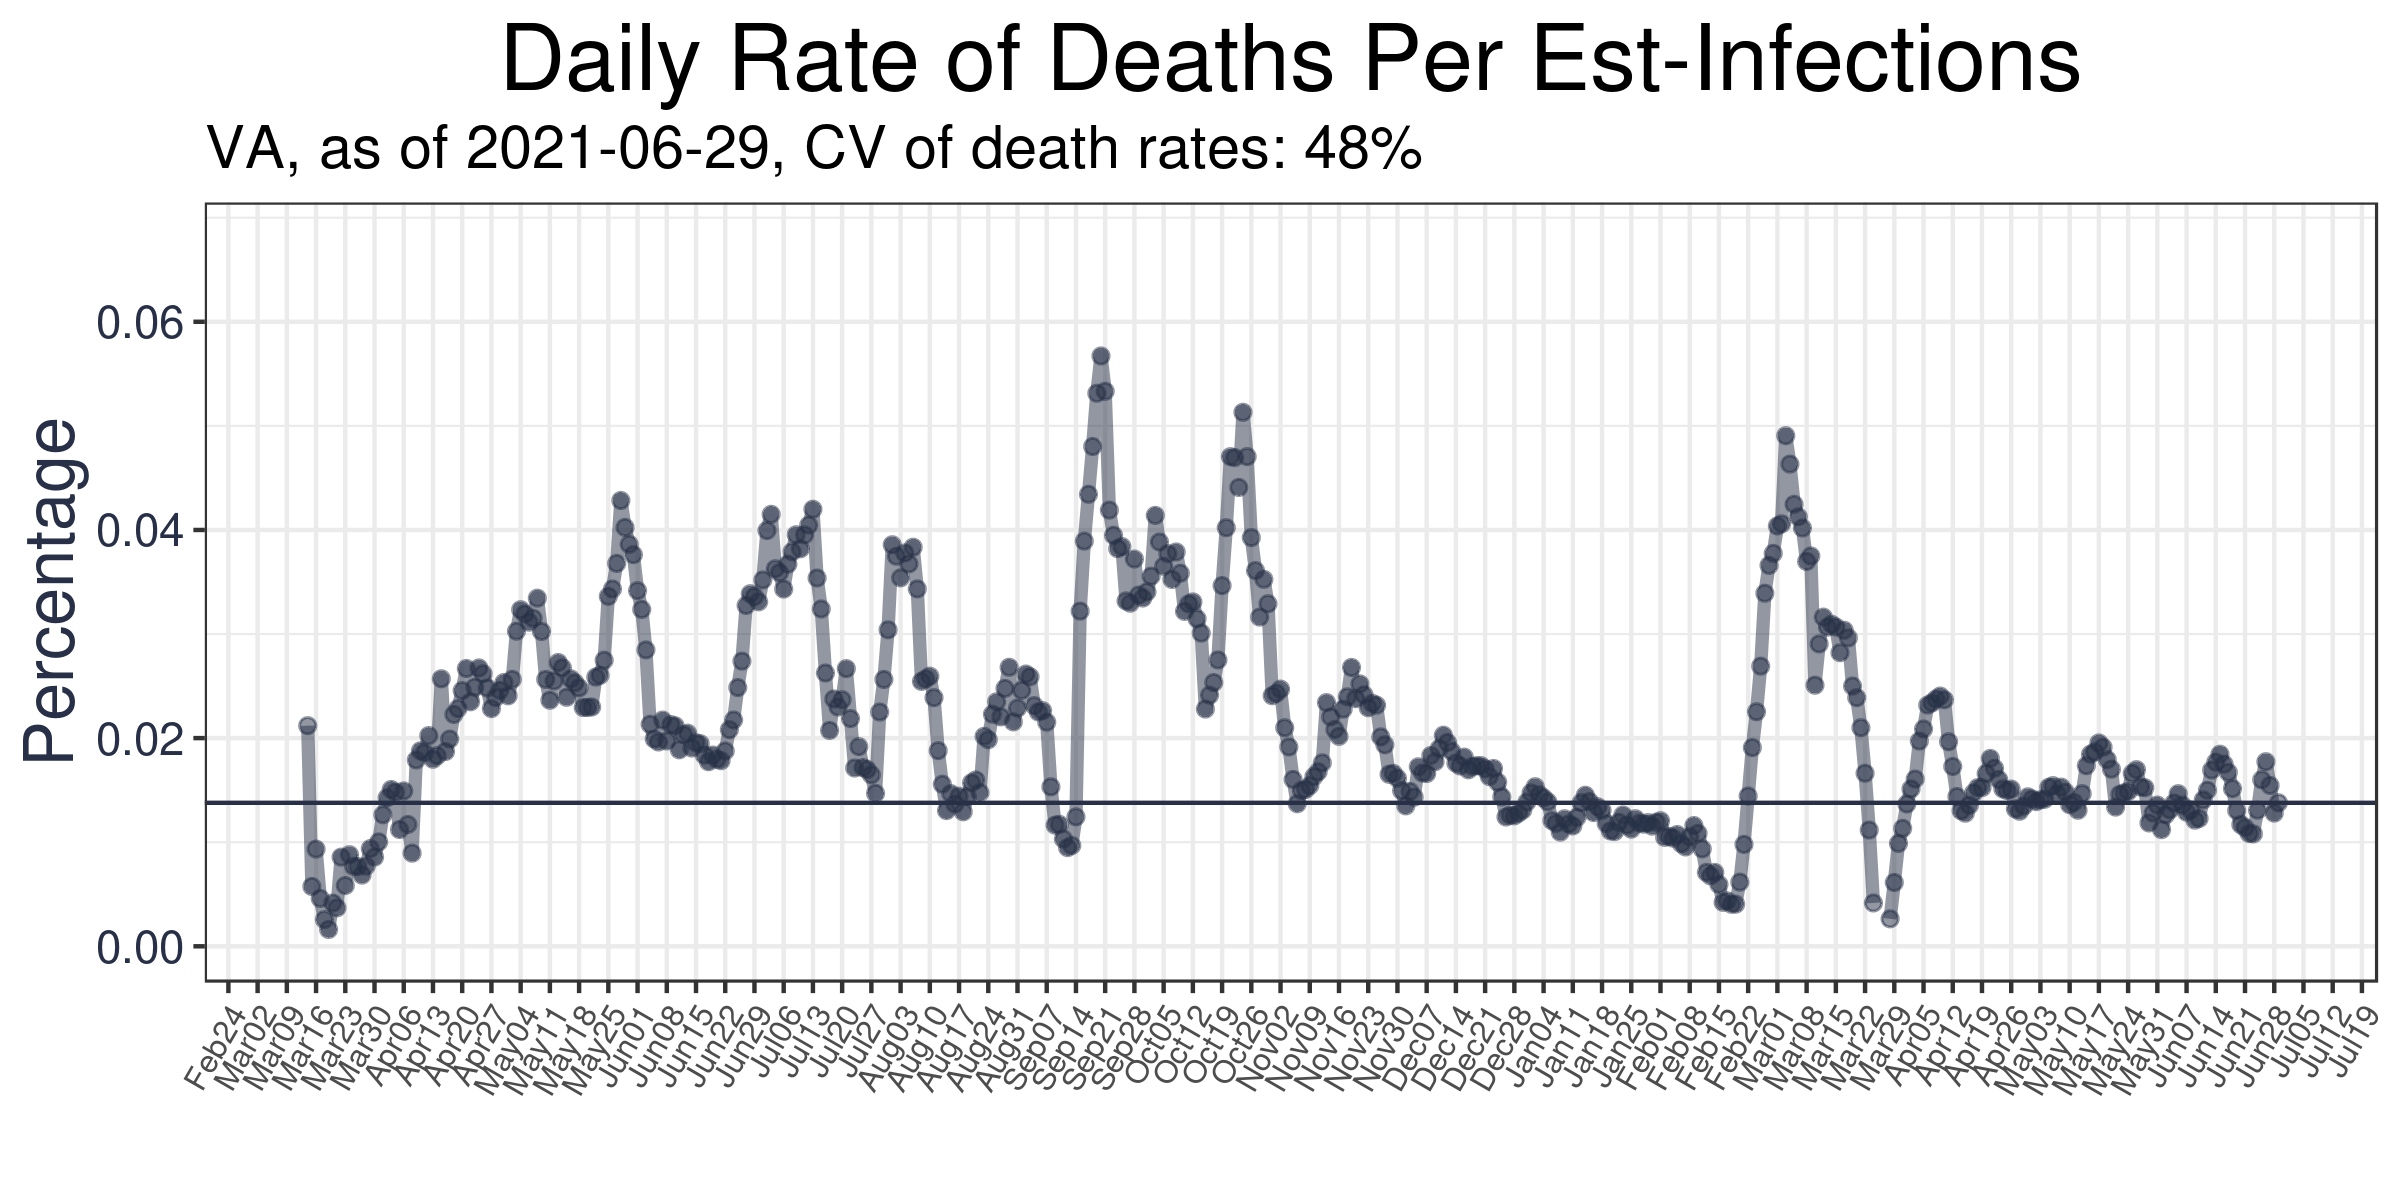 Daily Rate of Deaths Per Est-Infections
VA, as of 2021-06-29, CV of death rates: 48%
Percentage
0.06
0.04
0.02
0.00
Feb24 Mar02 Mar09 Mar16 Mar23 Mar30 Apr06 Apr13 Apr20 Apr27 May04 May11 May18 May25 Jun01 Jun08 Jun15 Jun22 Jun29 Jul06 Jul13 Jul20 Jul27 Aug03 Aug10 Aug17 Aug24 Aug31 Sep07 Sep14 Sep21 Sep28 Oct05 Oct12 Oct19 Oct26 Nov02 Nov09 Nov16 Nov23 Nov30 Dec07 Dec14 Dec21 Dec28 Jan04 Jan11 Jan18 Jan25 Feb01 Feb08 Feb15 Feb22 Mar01 Mar08 Mar15 Mar22 Mar29 Apr05 Apr12 Apr19 Apr26 May03 May10 May17 May24 May31 Jun07 Jun14 Jun21 Jun28 Jul05 Jul12 Jul19